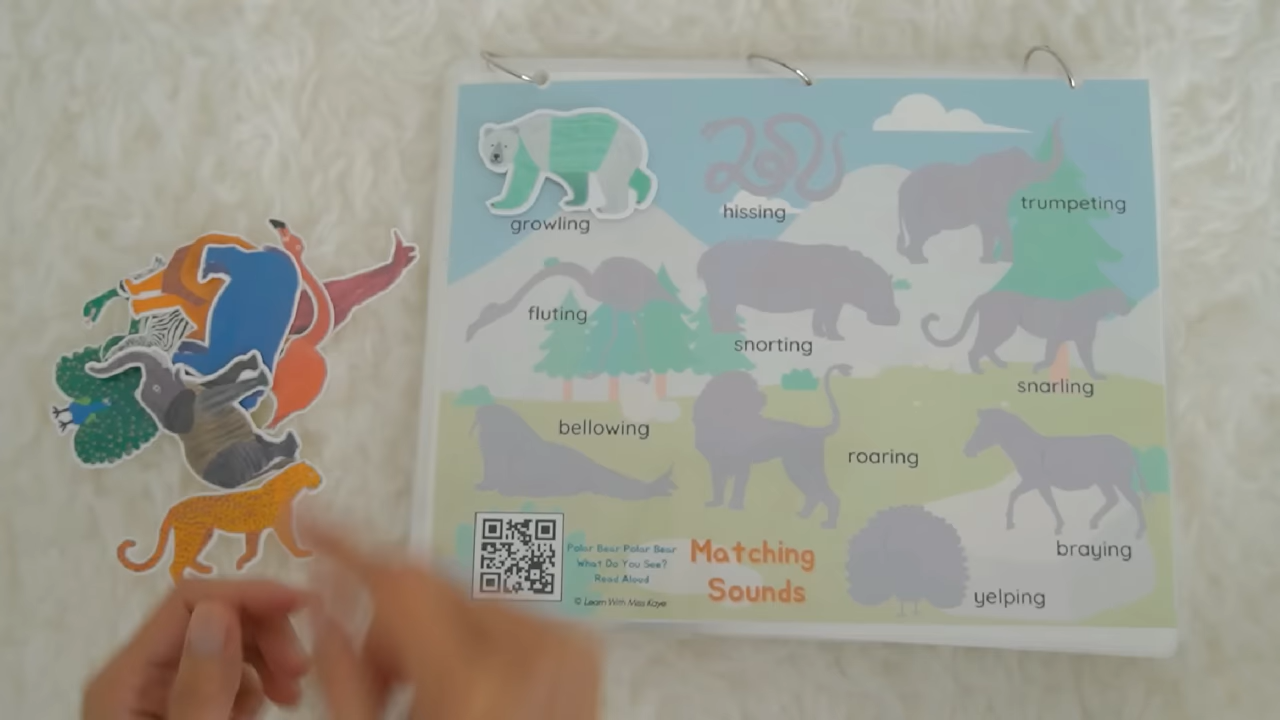 growling
hissing
trumpeting
fluting
snorting
snarling
bellowing
roaring
braying
yelping
Polar Bear Polar Bear
What Do You See?
Read Aloud
© Learn With Miss Kaye
Matching
Sounds